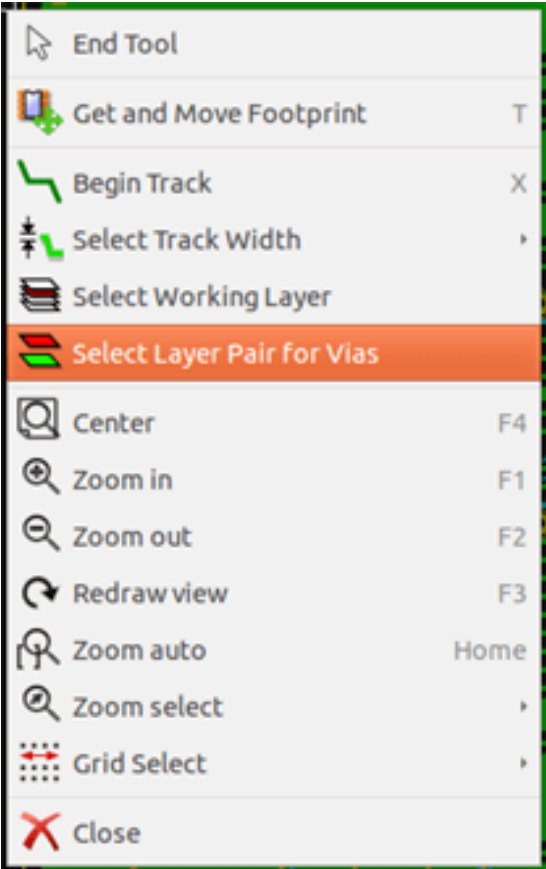 End Tool
Get and Move Footprint T
Begin Track X
Select Track Width
Select Working Layer
Select Layer Pair for Vias
Center F4
Zoom in F1
Zoom out F2
Redraw view F3
Zoom auto Home
Zoom select
Grid Select
Close